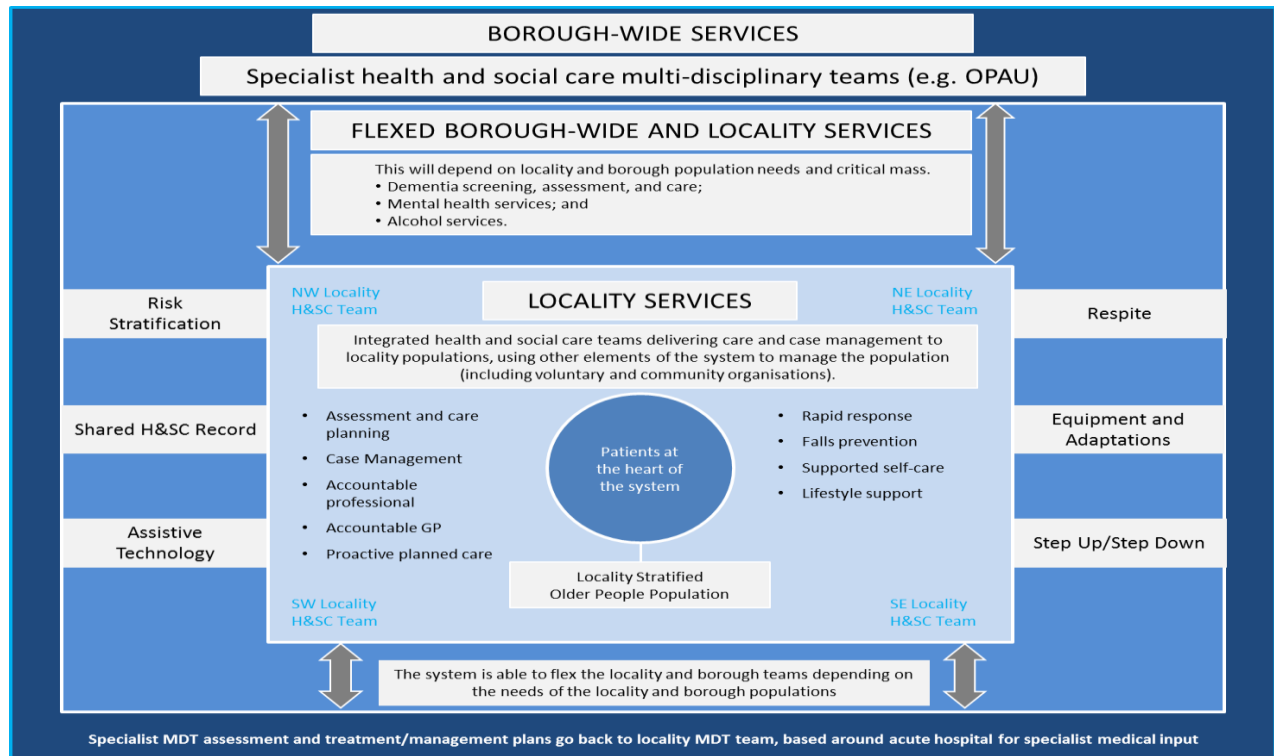 BOROUGH-WIDE SERVICES
Specialist health and social care multi-disciplinary teams (e.g. OPAU)
FLEXED BOROUGH-WIDE AND LOCALITY SERVICES
This will depend on locality and borough population needs and critical mass.
• Dementia screening, assessment, and care;
• Mental health services; and
• Alcohol services.
Risk
Stratification
Shared H&SC Record
Assistive
Technology
NW Locality
H&SC Team
LOCALITY SERVICES
NE Locality
H&SC Team
Integrated health and social care teams delivering care and case management to
locality populations, using other elements of the system to manage the population
(including voluntary and community organisations).
• Assessment and care
planning
• Case Management
• Accountable
professional
• Accountable GP
• Proactive planned care
Patients at
the heart of
the system
• Rapid response
• Falls prevention
• Supported self-care
• Lifestyle support
Locality Stratified
Older People Population
SW Locality
H&SC Team
SE Locality
H&SC Team
Respite
Equipment and
Adaptations
Step Up/Step Down
The system is able to flex the locality and borough teams depending on
the needs of the locality and borough populations
Specialist MDT assessment and treatment/management plans go back to locality MDT team, based around acute hospital for specialist medical input